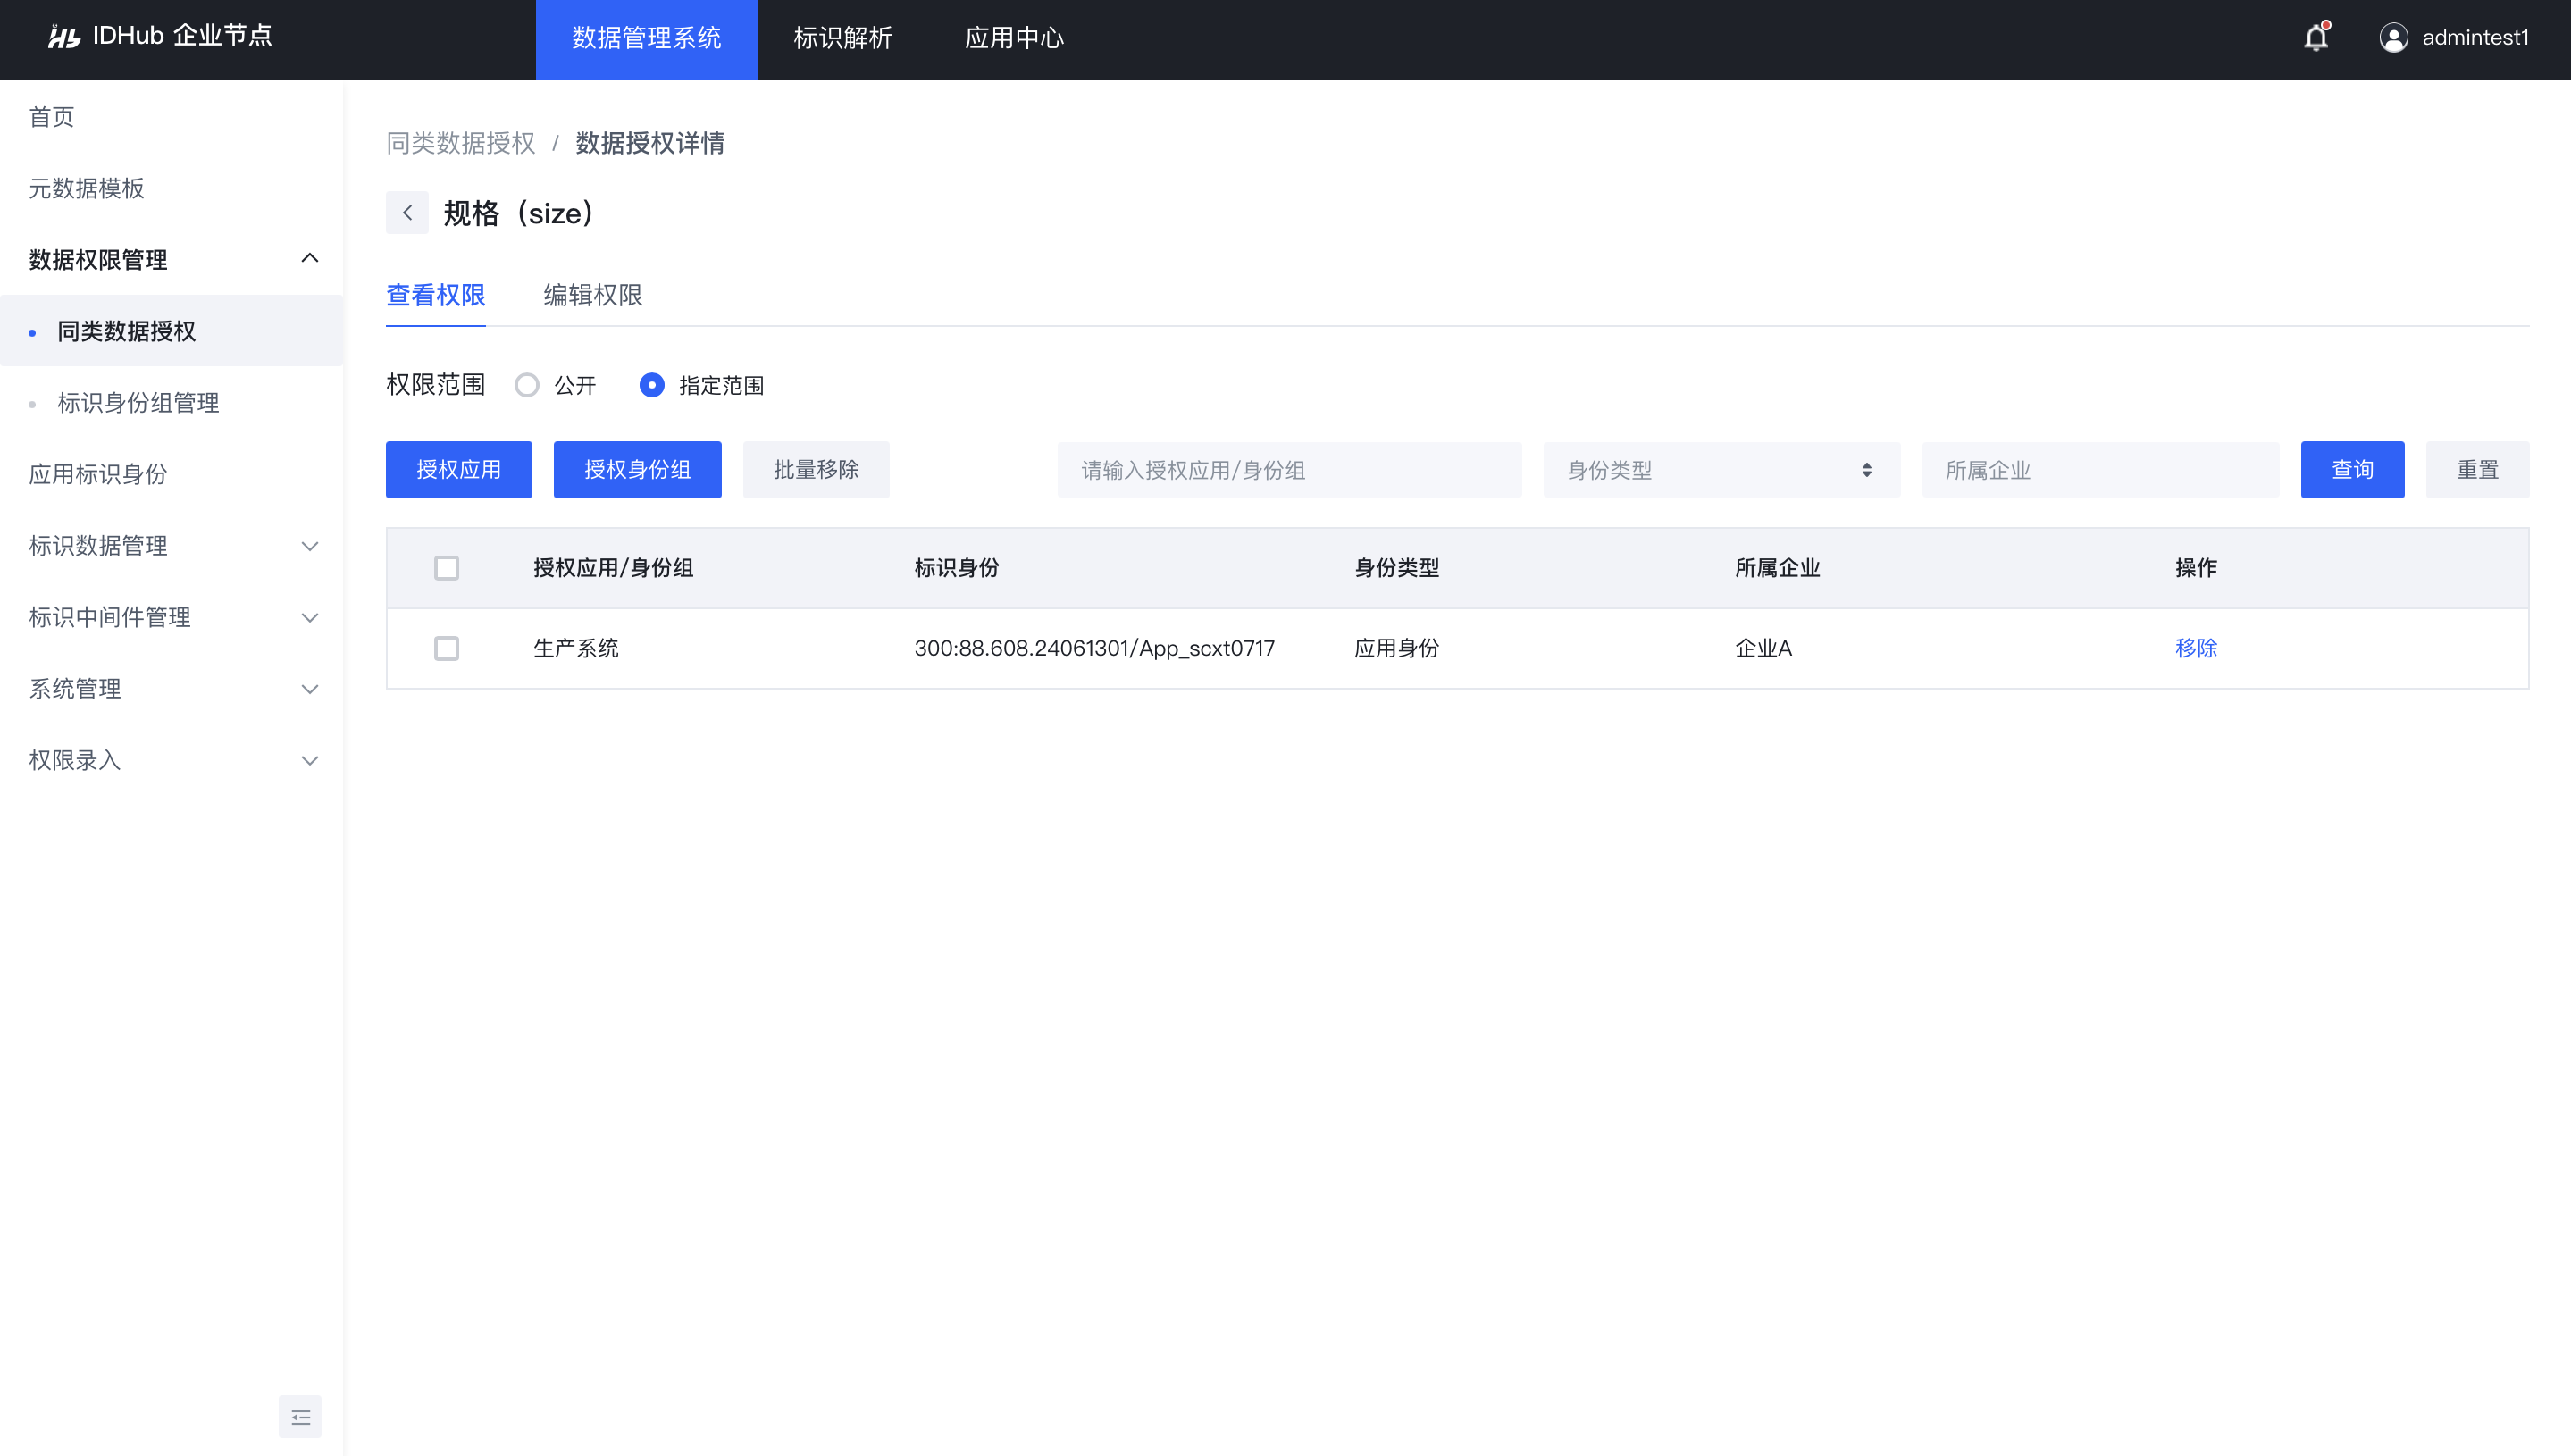 IDHub 企业节点
数据管理系统
标识解析
应用中心
admintest1
首页
元数据模板
数据权限管理
同类数据授权
标识身份组管理
应用标识身份
标识数据管理
标识中间件管理
系统管理
权限录入
同类数据授权 / 数据授权详情
规格（size）
查看权限
编辑权限
权限范围 公开 指定范围
授权应用
授权身份组
批量移除
请输入授权应用/身份组
身份类型
所属企业
查询
重置
授权应用/身份组 标识身份 身份类型 所属企业 操作
生产系统 300:88.608.24061301/App_scxt0717 应用身份 企业A 移除